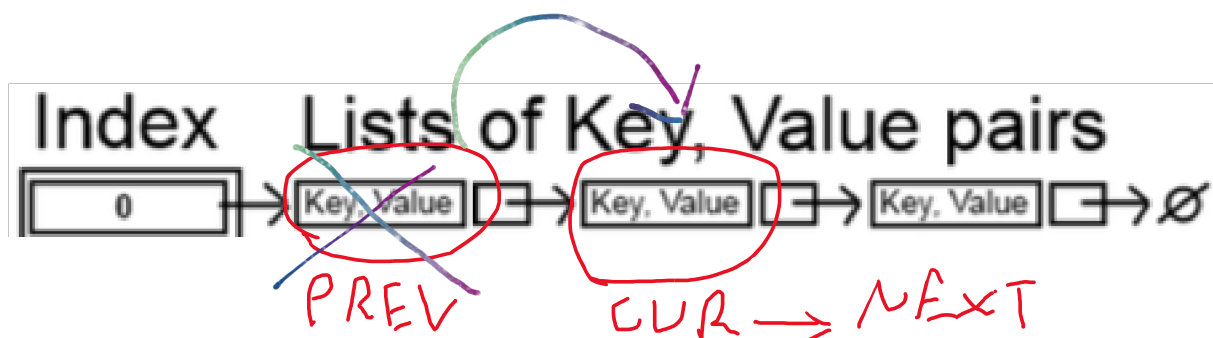 Index Lists of Key, Value pairs
0 Key, Value Key, Value Key, Value ∅
PREV CUR → NEXT